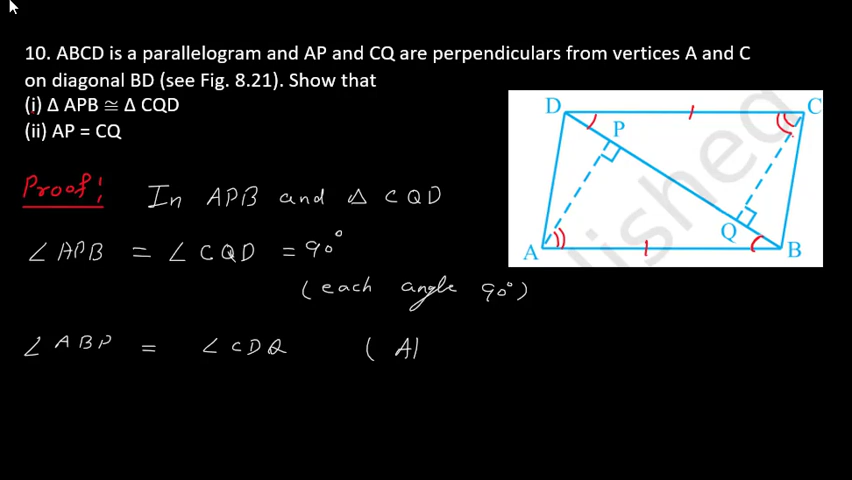 10. ABCD is a parallelogram and AP and CQ are perpendiculars from vertices A and C
on diagonal BD (see Fig. 8.21). Show that
(i) Δ APB ≅ Δ CQD
(ii) AP = CQ
D
C
P
Q
A
B
lished
Proof! In APB and Δ CQD
∠ APB = ∠ CQD = 90°
(each angle 90°)
∠ ABP = ∠ CDQ (